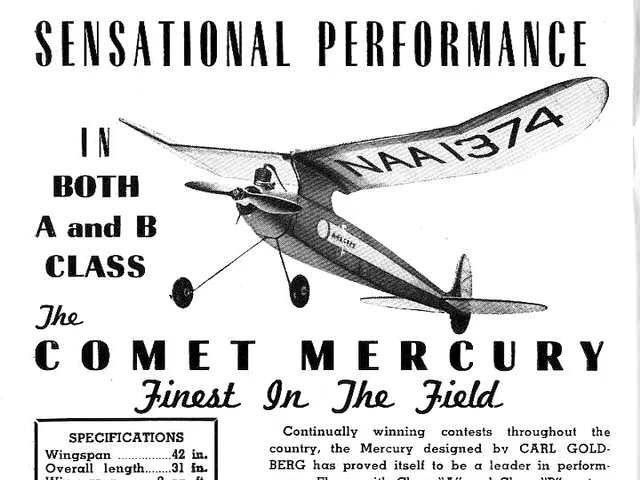 SENSATIONAL PERFORMANCE
IN
BOTH
A and B
CLASS
NAA1374
The
COMET MERCURY
Finest In The Field
SPECIFICATIONS
Wingspan ...............42 in.
Overall length.......31 in.
Continually winning contests throughout the
country, the Mercury designed by CARL GOLD-
BERG has proved itself to be a leader in perform-